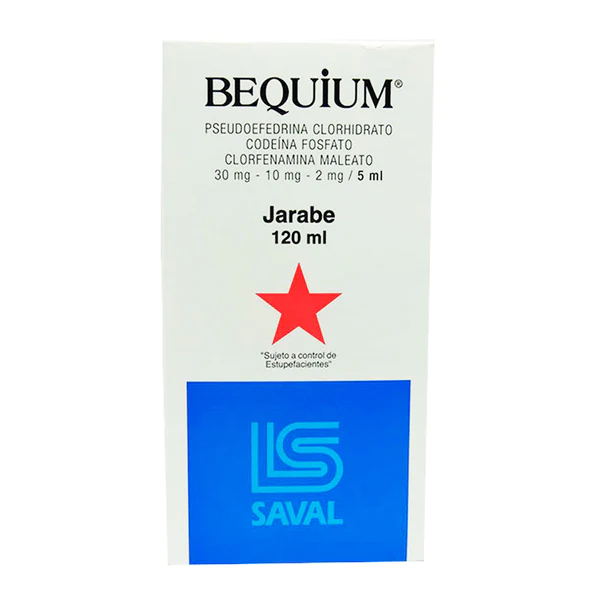 BEQUiUM®
PSEUDOEFEDRINA CLORHIDRATO
CODEÍNA FOSFATO
CLORFENAMINA MALEATO
30 mg - 10 mg - 2 mg / 5 ml
Jarabe
120 ml
"Sujeto a control de
Estupefacientes"
LS
SAVAL